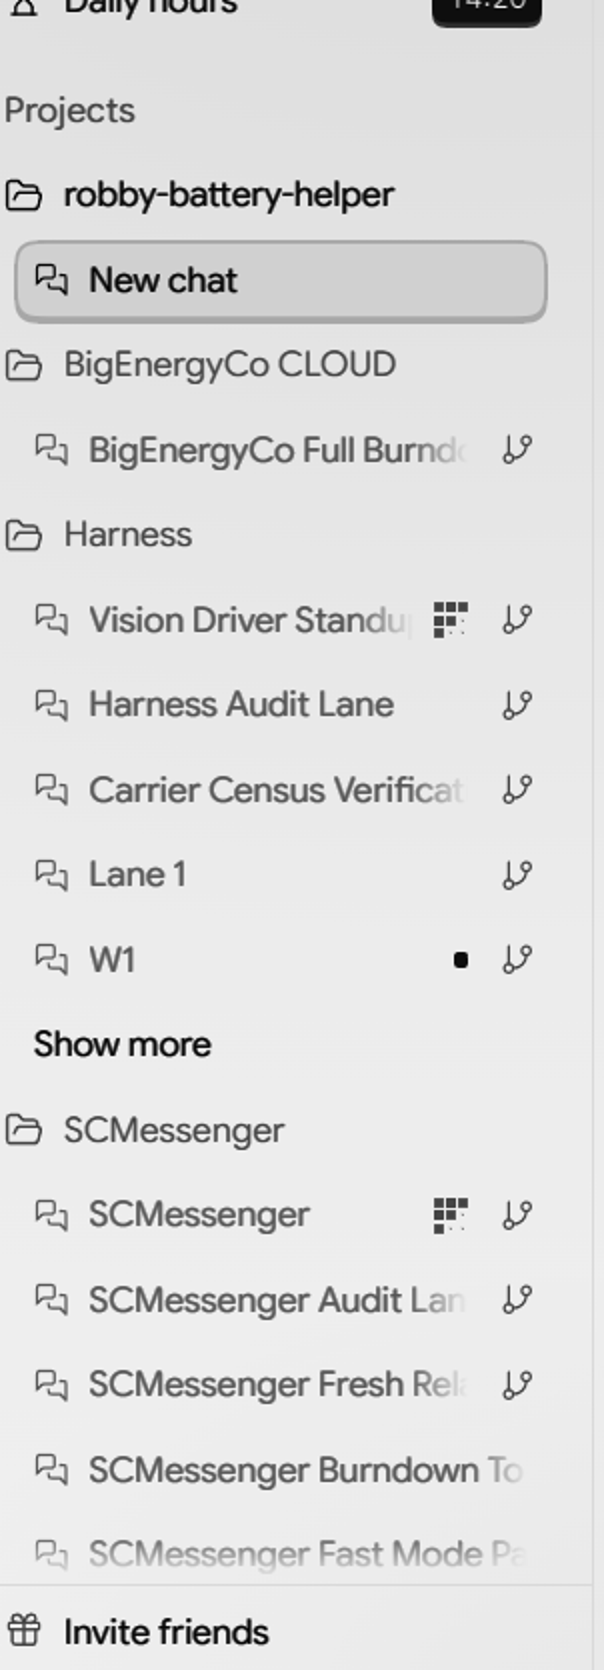 Daily hours
14:20
Projects
robby-battery-helper
New chat
BigEnergyCo CLOUD
BigEnergyCo Full Burnd
Harness
Vision Driver Standu
Harness Audit Lane
Carrier Census Verificat
Lane 1
W1
Show more
SCMessenger
SCMessenger
SCMessenger Audit Lan
SCMessenger Fresh Rel
SCMessenger Burndown To
SCMessenger Fast Mode Pa
Invite friends